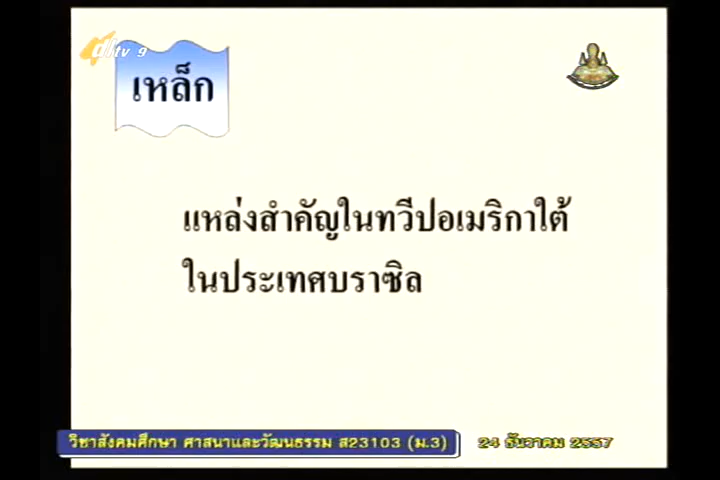 dltv 9
เหล็ก
แหล่งสำคัญในทวีปอเมริกาใต้
ในประเทศบราซิล
วิชาสังคมศึกษา ศาสนาและวัฒนธรรม ส23103 (ม.3) 24 ธันวาคม 2557